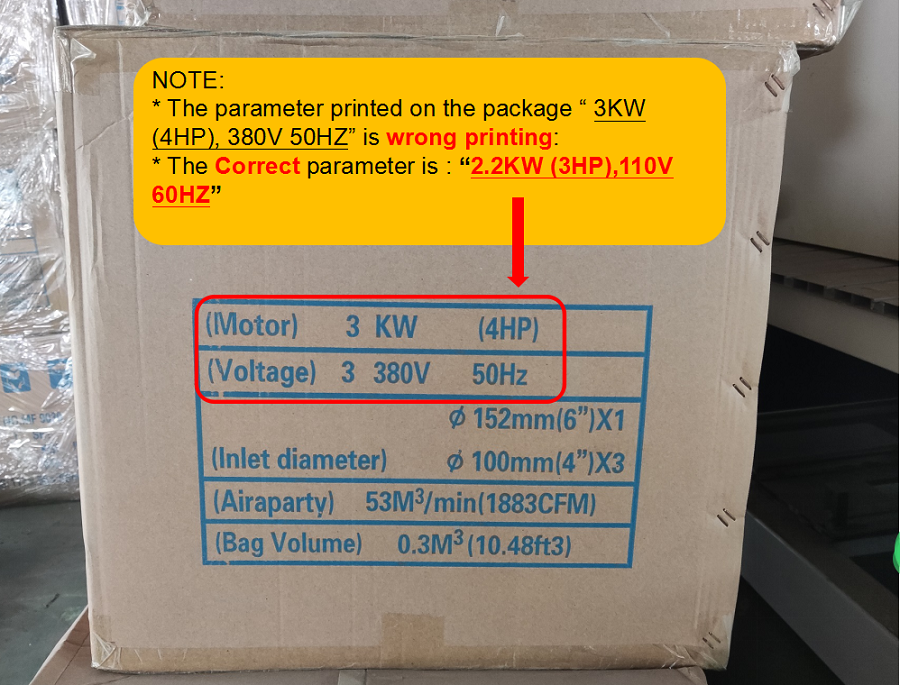 NOTE:
* The parameter printed on the package “ 3KW
(4HP), 380V 50HZ” is wrong printing:
* The Correct parameter is : “2.2KW (3HP),110V
60HZ”
(Motor) 3 KW (4HP)
(Voltage) 3 380V 50Hz
ϕ 152mm(6”)X1
(Inlet diameter) ϕ 100mm(4”)X3
(Airaparty) 53M³/min(1883CFM)
(Bag Volume) 0.3M³(10.48ft3)